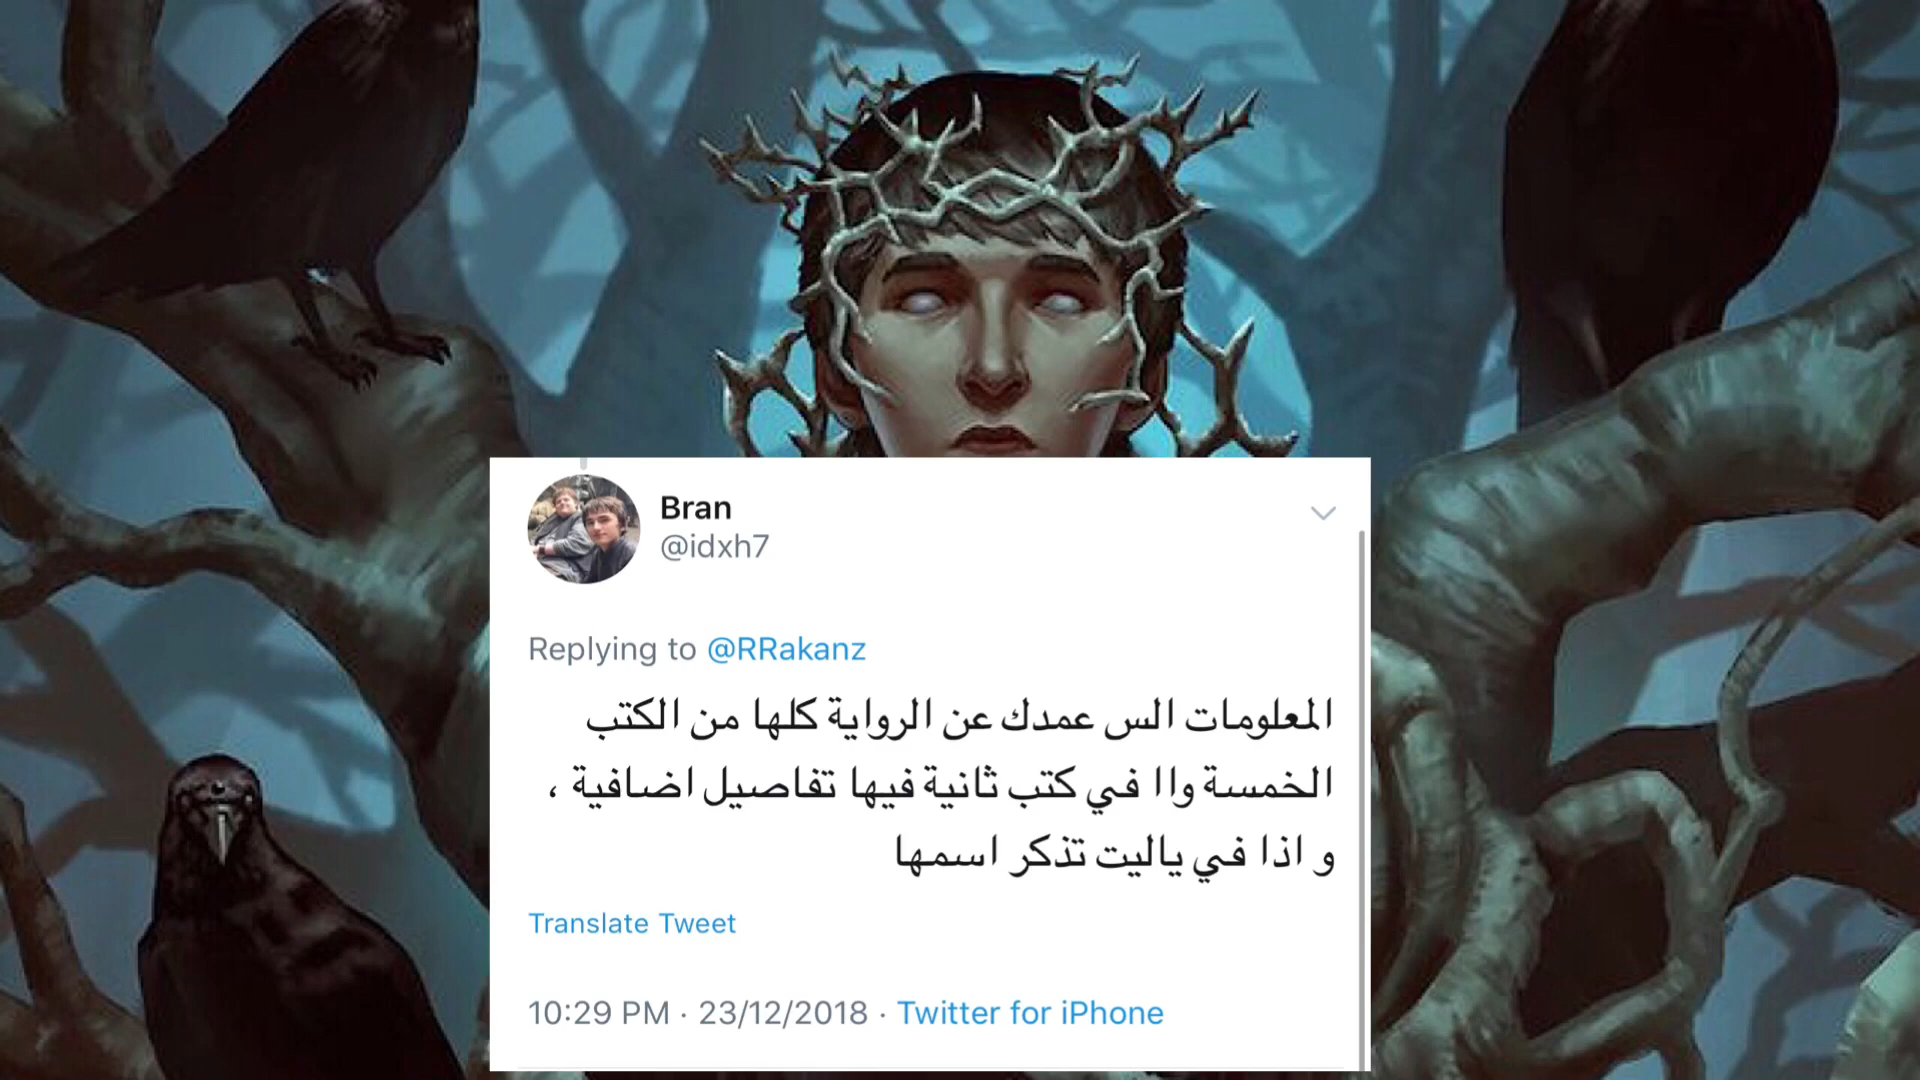 Bran
@idxh7
Replying to @RRakanz
المعلومات الس عمدك عن الرواية كلها من الكتب
الخمسة واا في كتب ثانية فيها تفاصيل اضافية ،
و اذا في ياليت تذكر اسمها
Translate Tweet
10:29 PM · 23/12/2018 · Twitter for iPhone